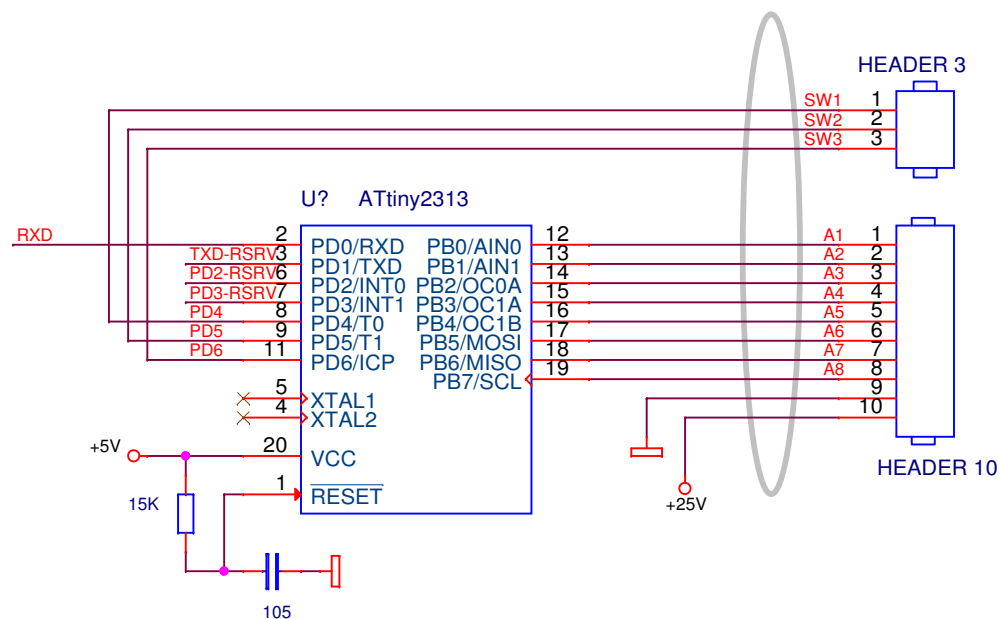 HEADER 3
SW1 1
SW2 2
SW3 3
U? ATtiny2313
RXD 2 PD0/RXD PB0/AIN0 12 A1 1
TXD-RSRV 3 PD1/TXD PB1/AIN1 13 A2 2
PD2-RSRV 6 PD2/INT0 PB2/OC0A 14 A3 3
PD3-RSRV 7 PD3/INT1 PB3/OC1A 15 A4 4
PD4 8 PD4/T0 PB4/OC1B 16 A5 5
PD5 9 PD5/T1 PB5/MOSI 17 A6 6
PD6 11 PD6/ICP PB6/MISO 18 A7 7
PB7/SCL 19 A8 8
5 XTAL1 9
4 XTAL2 10
+5V 20 VCC
HEADER 10
1 RESET
15K +25V
105